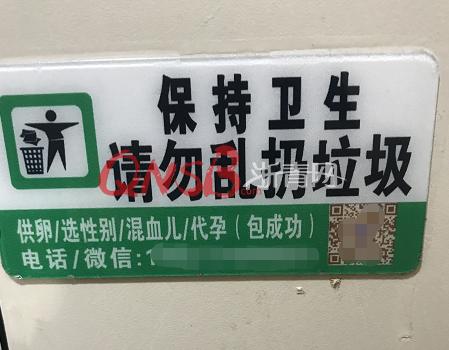 保持卫生
请勿乱扔垃圾
供卵/选性别/混血儿/代孕（包成功）
电话/微信:1